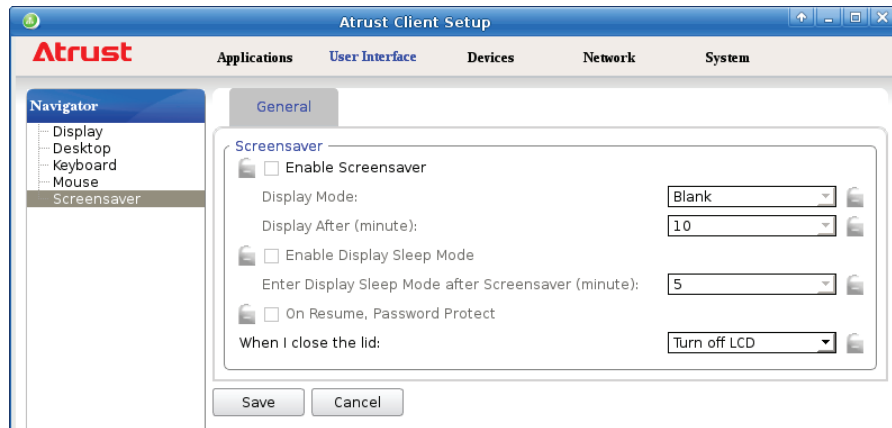 Atrust Client Setup
Atrust
Applications User Interface Devices Network System
Navigator
Display
Desktop
Keyboard
Mouse
Screensaver
General
Screensaver
Enable Screensaver
Display Mode: Blank
Display After (minute): 10
Enable Display Sleep Mode
Enter Display Sleep Mode after Screensaver (minute): 5
On Resume, Password Protect
When I close the lid: Turn off LCD
Save Cancel